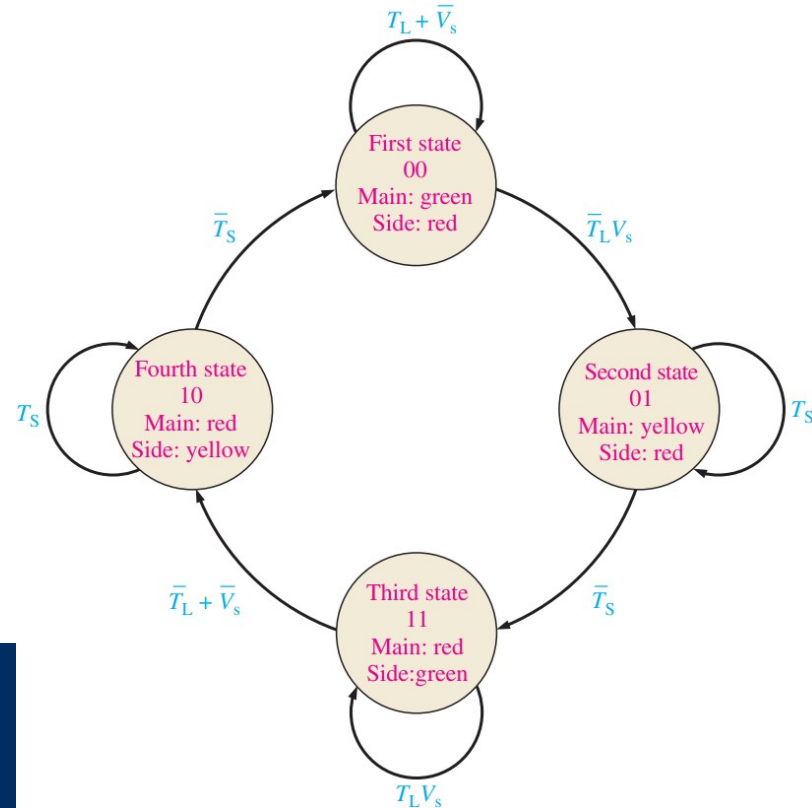 T̅_L + V̅_s
First state
00
Main: green
Side: red
T̅_S
T̅_L V_s
Fourth state
10
Main: red
Side: yellow
T_S
Second state
01
Main: yellow
Side: red
T_S
T̅_L + V̅_s
T̅_S
Third state
11
Main: red
Side:green
T_L V_s